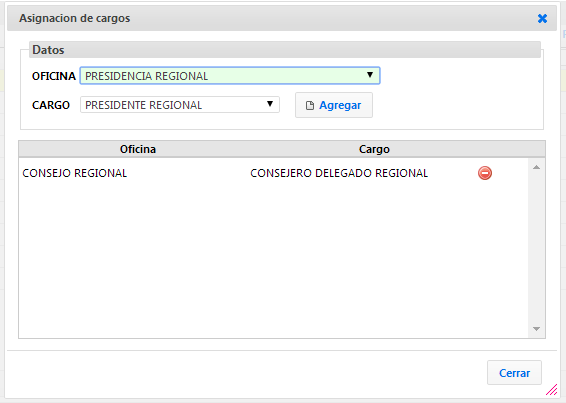 Asignacion de cargos
Datos
OFICINA PRESIDENCIA REGIONAL
CARGO PRESIDENTE REGIONAL Agregar
Oficina Cargo
CONSEJO REGIONAL CONSEJERO DELEGADO REGIONAL
Cerrar